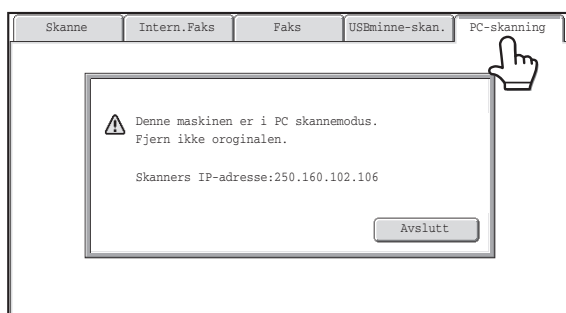 Skanne Intern.Faks Faks USBminne-skan. PC-skanning
Denne maskinen er i PC skannemodus.
Fjern ikke oroginalen.
Skanners IP-adresse:250.160.102.106
Avslutt